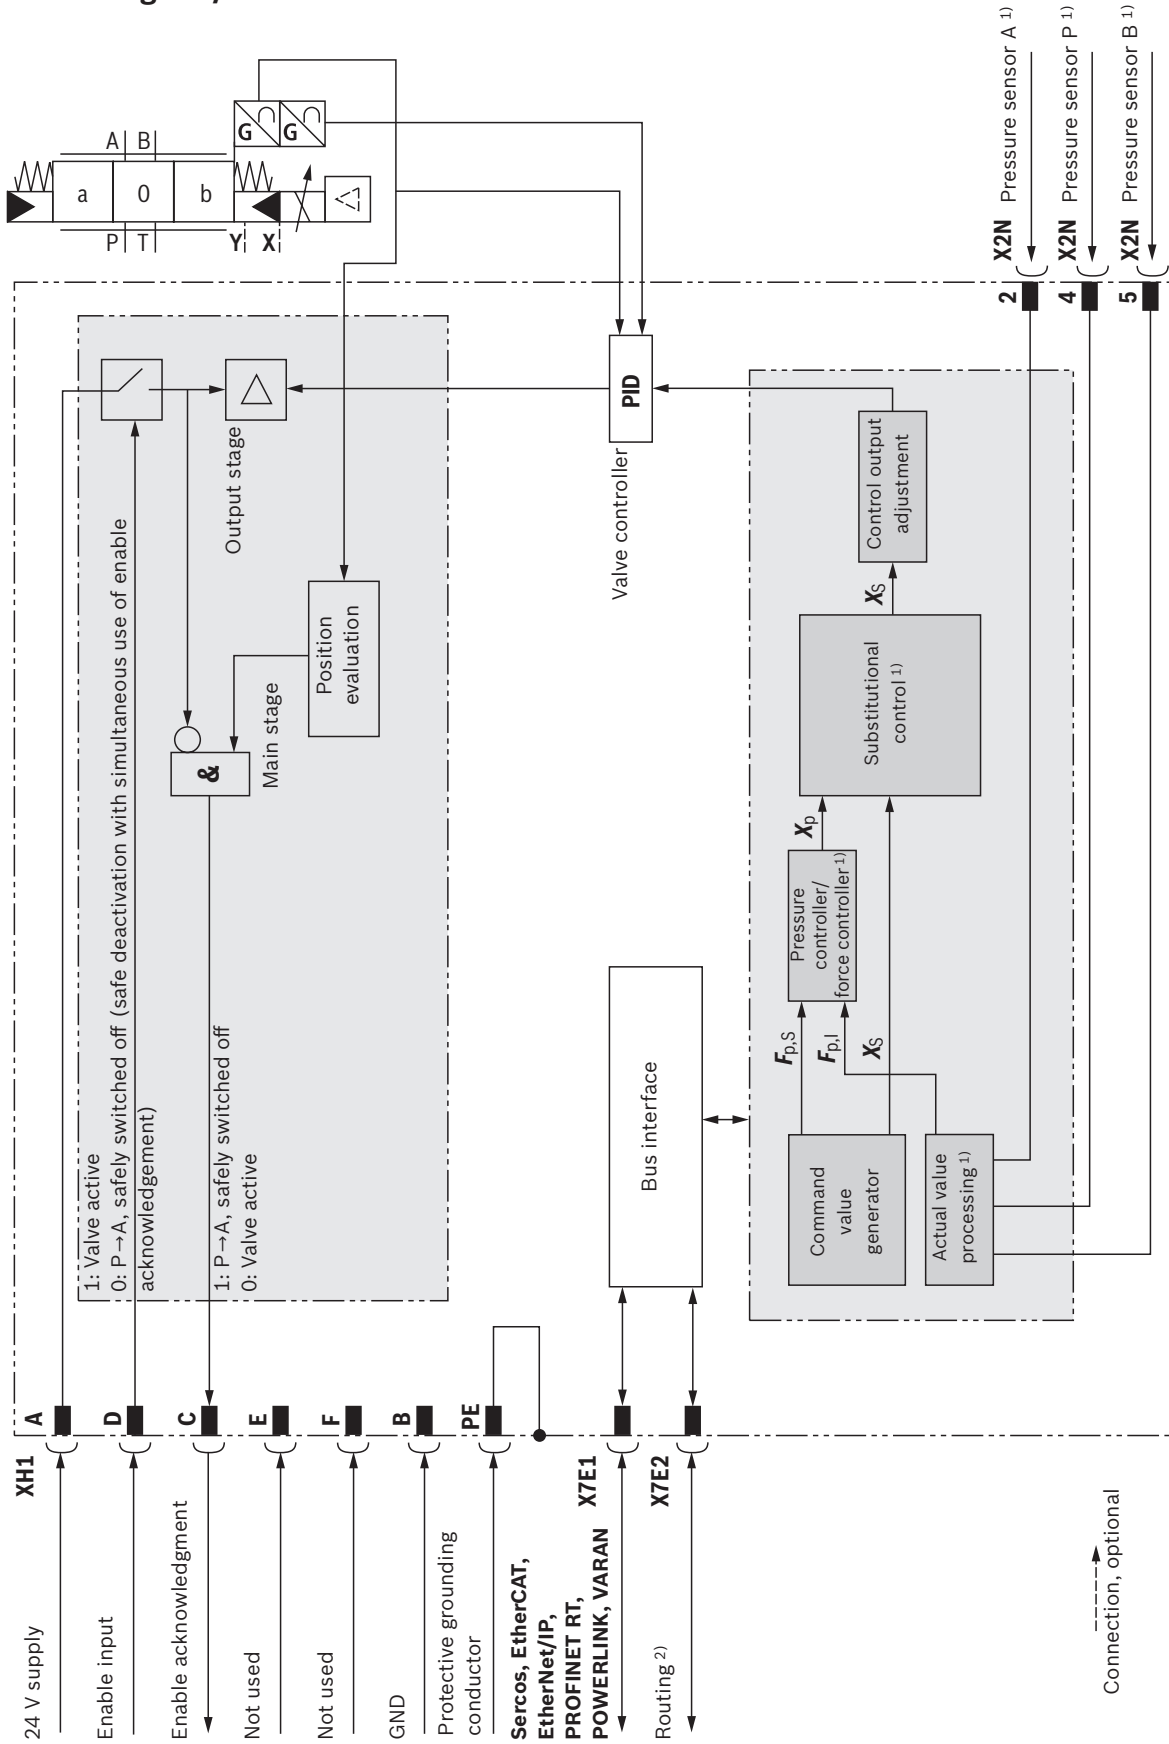 XH1
24 V supply
A
Enable input
D
Enable acknowledgment
C
Not used
E
Not used
F
GND
B
Protective grounding
conductor
PE
Sercos, EtherCAT,
EtherNet/IP,
PROFINET RT,
POWERLINK, VARAN
X7E1
Routing 2)
X7E2
Connection, optional
1: Valve active
0: P→A, safely switched off (safe deactivation with simultaneous use of enable
acknowledgement)
1: P→A, safely switched off
0: Valve active
&
Main stage
Position
evaluation
Output stage
A B
a 0 b
P T
Y X
G
G
PID
Valve controller
Bus interface
Command
value
generator
Actual value
processing 1)
Fp,S
Fp,I
XS
Pressure
controller/
force controller 1)
Xp
Substitutional
control 1)
XS
Control output
adjustment
2
X2N Pressure sensor A 1)
4
X2N Pressure sensor P 1)
5
X2N Pressure sensor B 1)